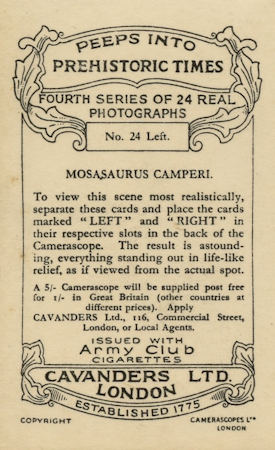 PEEPS INTO
PREHISTORIC TIMES
FOURTH SERIES OF 24 REAL
PHOTOGRAPHS
No. 24 Left.
MOSASAURUS CAMPERI.
To view this scene most realistically,
separate these cards and place the cards
marked "LEFT" and "RIGHT" in
their respective slots in the back of the
Camerascope. The result is astound-
ing, everything standing out in life-like
relief, as if viewed from the actual spot.
A 5/- Camerascope will be supplied post free
for 1/- in Great Britain (other countries at
different prices). Apply
CAVANDERS Ltd., 116, Commercial Street,
London, or Local Agents.
ISSUED WITH
Army Club
CIGARETTES
CAVANDERS LTD.
LONDON
ESTABLISHED 1775
COPYRIGHT
CAMERASCOPES LTD
LONDON